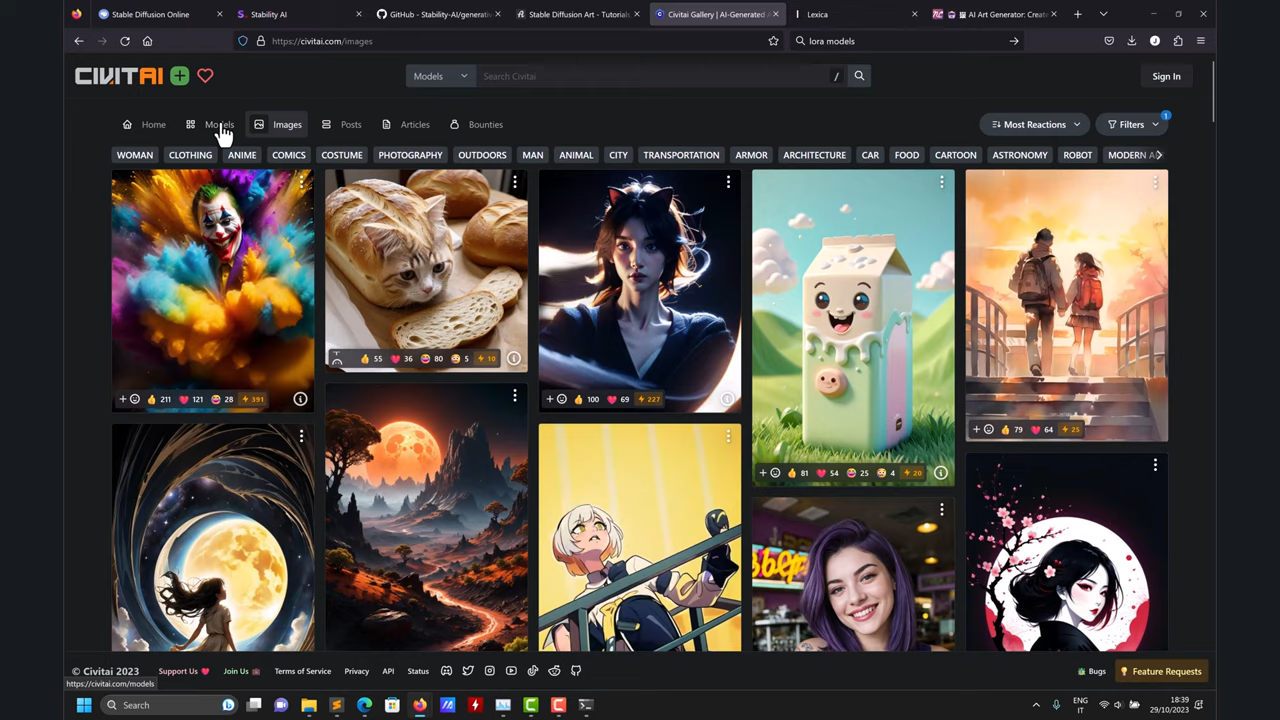 Stable Diffusion Online
Stability AI
GitHub - Stability-AI/generativ
Stable Diffusion Art - Tutorials,
Civitai Gallery | AI-Generated A
Lexica
AI Art Generator: Create
https://civitai.com/images
lora models
CIVITAI
Models
Search Civitai
/
Sign In
Home
Models
Images
Posts
Articles
Bounties
Most Reactions
Filters
1
WOMAN
CLOTHING
ANIME
COMICS
COSTUME
PHOTOGRAPHY
OUTDOORS
MAN
ANIMAL
CITY
TRANSPORTATION
ARMOR
ARCHITECTURE
CAR
FOOD
CARTOON
ASTRONOMY
ROBOT
MODERN A
55 36 80 5 10
211 121 28 391
100 69 227
79 64 25
81 54 25 4 20
© Civitai 2023
Support Us
Join Us
Terms of Service
Privacy
API
Status
Bugs
Feature Requests
https://civitai.com/models
Search
ENG
IT
18:39
29/10/2023